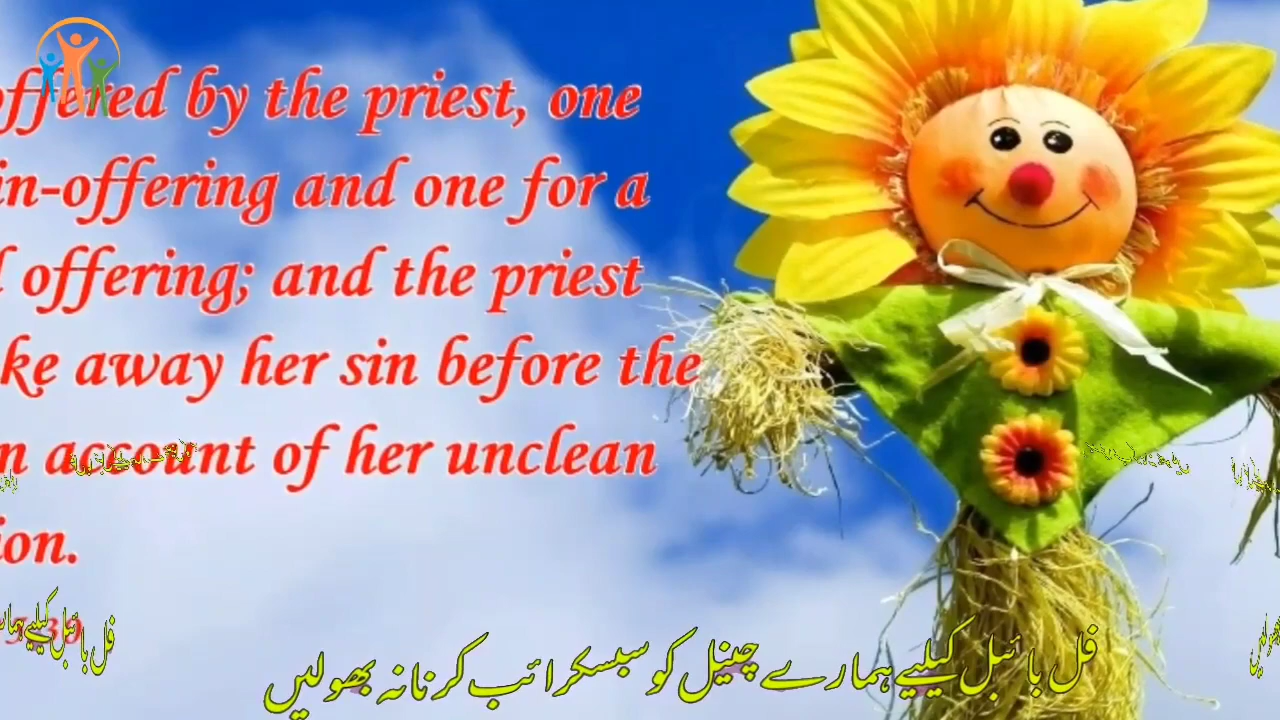 offered by the priest, one
in-offering and one for a
offering; and the priest
ke away her sin before the
n account of her unclean
ion.
فل بائبل کیلیے ہمارے چینل کو سبسکرائب کرنا نہ بھولیں